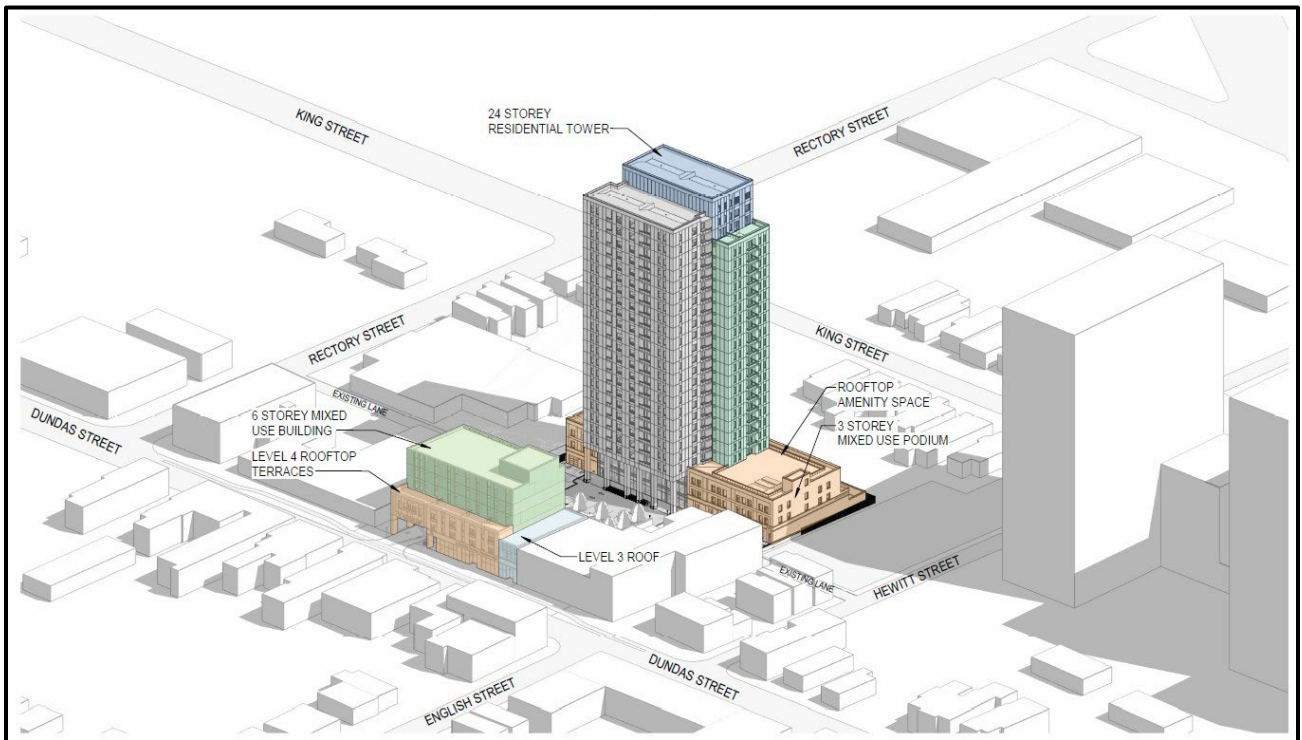 KING STREET
24 STOREY
RESIDENTIAL TOWER
RECTORY STREET
RECTORY STREET
KING STREET
EXISTING LANE
ROOFTOP
AMENITY SPACE
3 STOREY
MIXED USE PODIUM
DUNDAS STREET
6 STOREY MIXED
USE BUILDING
LEVEL 4 ROOFTOP
TERRACES
LEVEL 3 ROOF
EXISTING LANE
HEWITT STREET
DUNDAS STREET
ENGLISH STREET